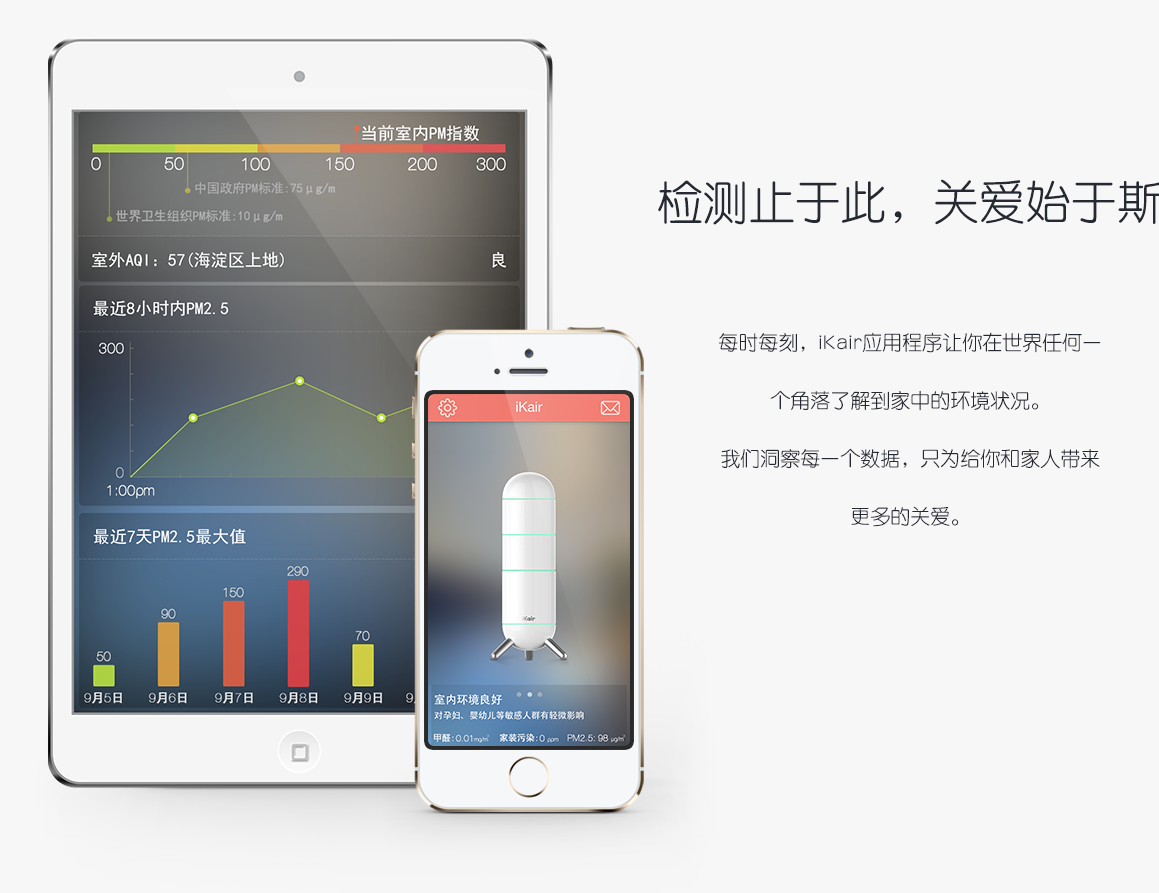 当前室内PM指数
0 50 100 150 200 300
中国政府PM标准:75μg/m
世界卫生组织PM标准:10μg/m
室外AQI: 57(海淀区上地) 良
最近8小时内PM2.5
300
0
1:00pm
最近7天PM2.5最大值
50 90 150 290 70
9月5日 9月6日 9月7日 9月8日 9月9日 9
iKair
iKair
室内环境良好
对孕妇、婴幼儿等敏感人群有轻微影响
甲醛:0.01mg/m³ 家装污染:0 ppm PM2.5: 98 μg/m³
检测止于此，关爱始于斯
每时每刻，iKair应用程序让你在世界任何一
个角落了解到家中的环境状况。
我们洞察每一个数据，只为给你和家人带来
更多的关爱。